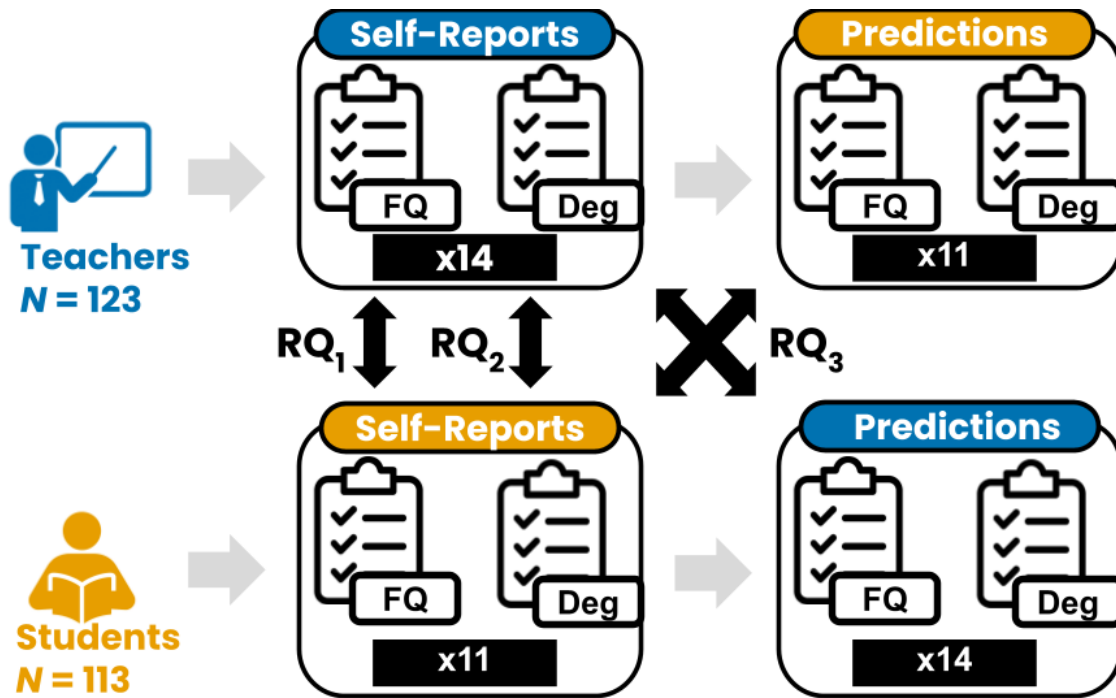 Self-Reports
Predictions
FQ
Deg
x14
FQ
Deg
x11
Teachers
N = 123
RQ1
RQ2
RQ3
Self-Reports
Predictions
FQ
Deg
x11
FQ
Deg
x14
Students
N = 113